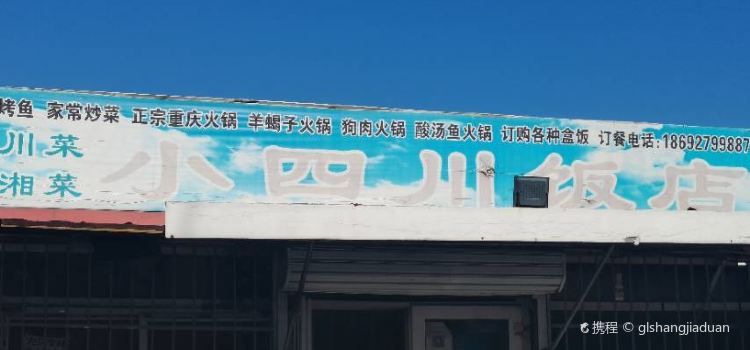 烤鱼 家常炒菜 正宗重庆火锅 羊蝎子火锅 狗肉火锅 酸汤鱼火锅 订购各种盒饭 订餐电话:18692799887
川菜
湘菜
小四川饭店
携程 © glshangjiaduan